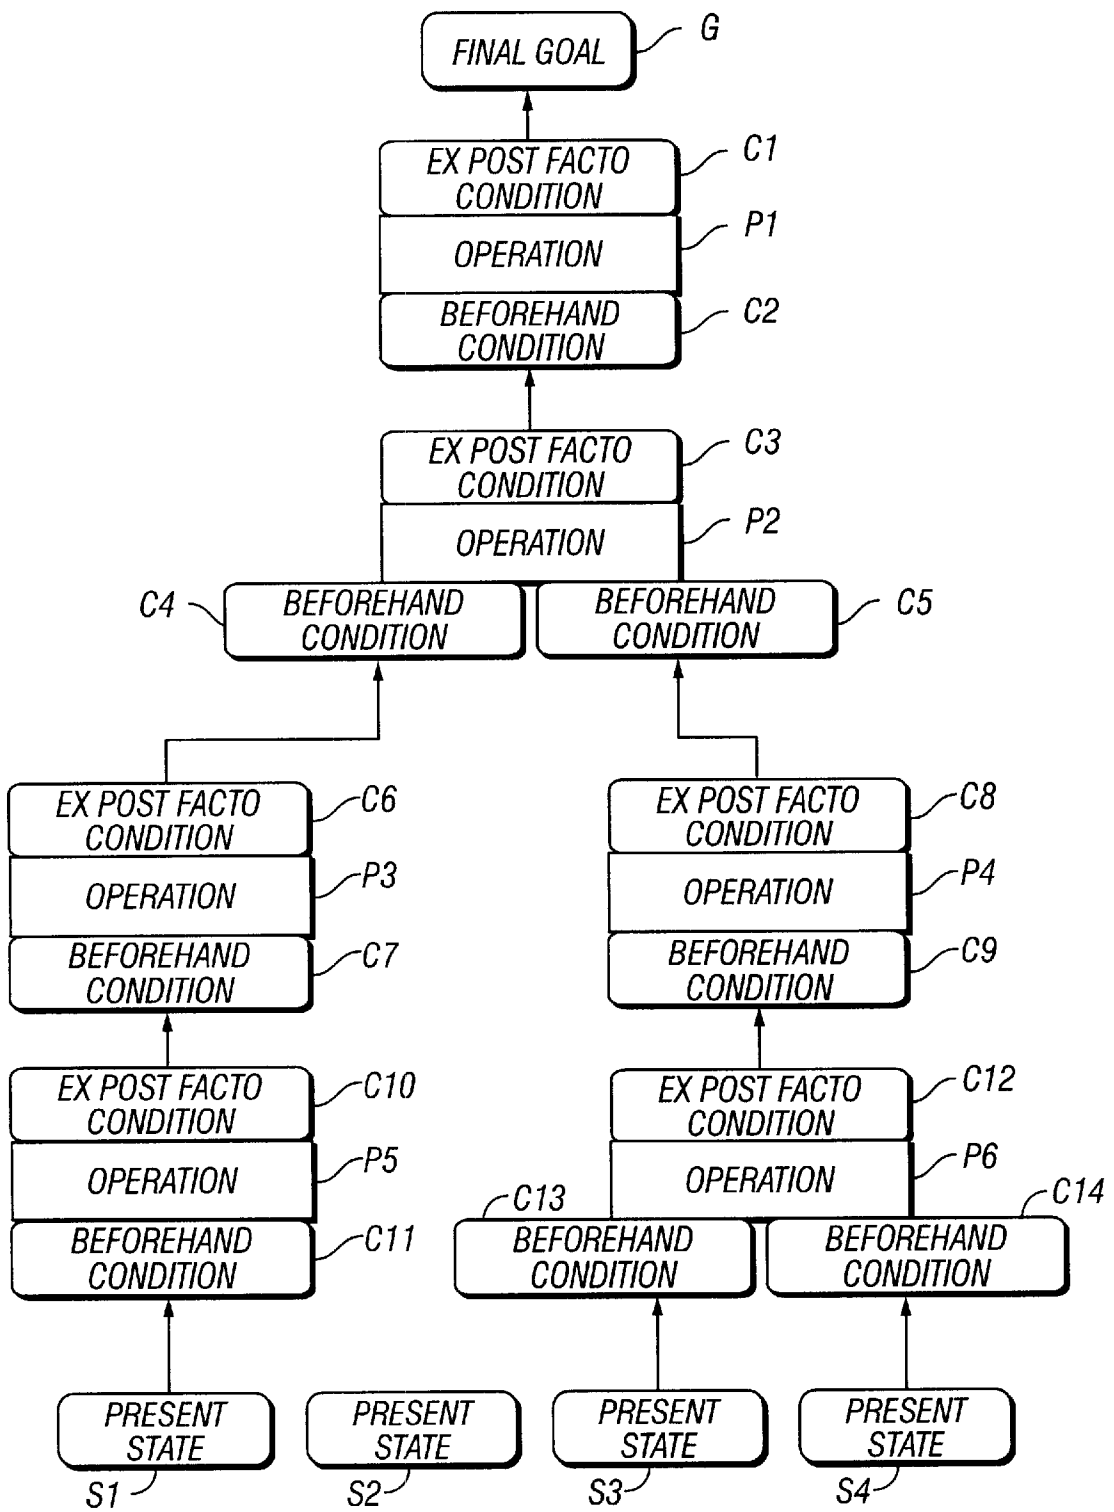 FINAL GOAL
G
EX POST FACTO
CONDITION
C1
OPERATION
P1
BEFOREHAND
CONDITION
C2
EX POST FACTO
CONDITION
C3
OPERATION
P2
C4
BEFOREHAND
CONDITION
BEFOREHAND
CONDITION
C5
EX POST FACTO
CONDITION
C6
OPERATION
P3
BEFOREHAND
CONDITION
C7
EX POST FACTO
CONDITION
C8
OPERATION
P4
BEFOREHAND
CONDITION
C9
EX POST FACTO
CONDITION
C10
OPERATION
P5
BEFOREHAND
CONDITION
C11
EX POST FACTO
CONDITION
C12
OPERATION
P6
C13
BEFOREHAND
CONDITION
C14
BEFOREHAND
CONDITION
PRESENT
STATE
S1
PRESENT
STATE
S2
PRESENT
STATE
S3
PRESENT
STATE
S4